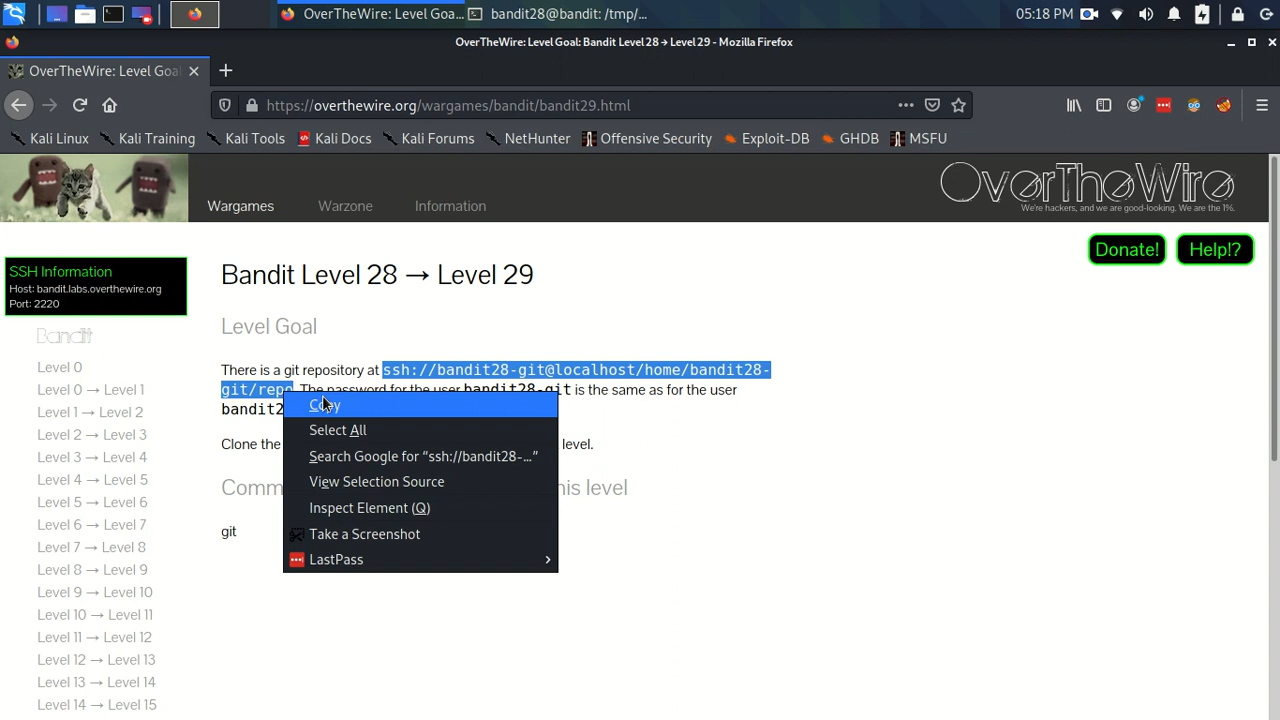 OverTheWire: Level Goa...
bandit28@bandit: /tmp/...
05:18 PM
OverTheWire: Level Goal: Bandit Level 28 → Level 29 - Mozilla Firefox
OverTheWire: Level Goal
https://overthewire.org/wargames/bandit/bandit29.html
Kali Linux Kali Training Kali Tools Kali Docs Kali Forums NetHunter Offensive Security Exploit-DB GHDB MSFU
OverTheWire
We're hackers, and we are good-looking. We are the 1%.
Wargames Warzone Information
Donate! Help!?
SSH Information
Host: bandit.labs.overthewire.org
Port: 2220
Bandit
Level 0
Level 0 → Level 1
Level 1 → Level 2
Level 2 → Level 3
Level 3 → Level 4
Level 4 → Level 5
Level 5 → Level 6
Level 6 → Level 7
Level 7 → Level 8
Level 8 → Level 9
Level 9 → Level 10
Level 10 → Level 11
Level 11 → Level 12
Level 12 → Level 13
Level 13 → Level 14
Level 14 → Level 15
Bandit Level 28 → Level 29
Level Goal
There is a git repository at ssh://bandit28-git@localhost/home/bandit28-
git/repo. The password for the user bandit28-git is the same as for the user
bandit2
Clone the level.
Comm his level
git
Copy
Select All
Search Google for “ssh://bandit28-...”
View Selection Source
Inspect Element (Q)
Take a Screenshot
LastPass